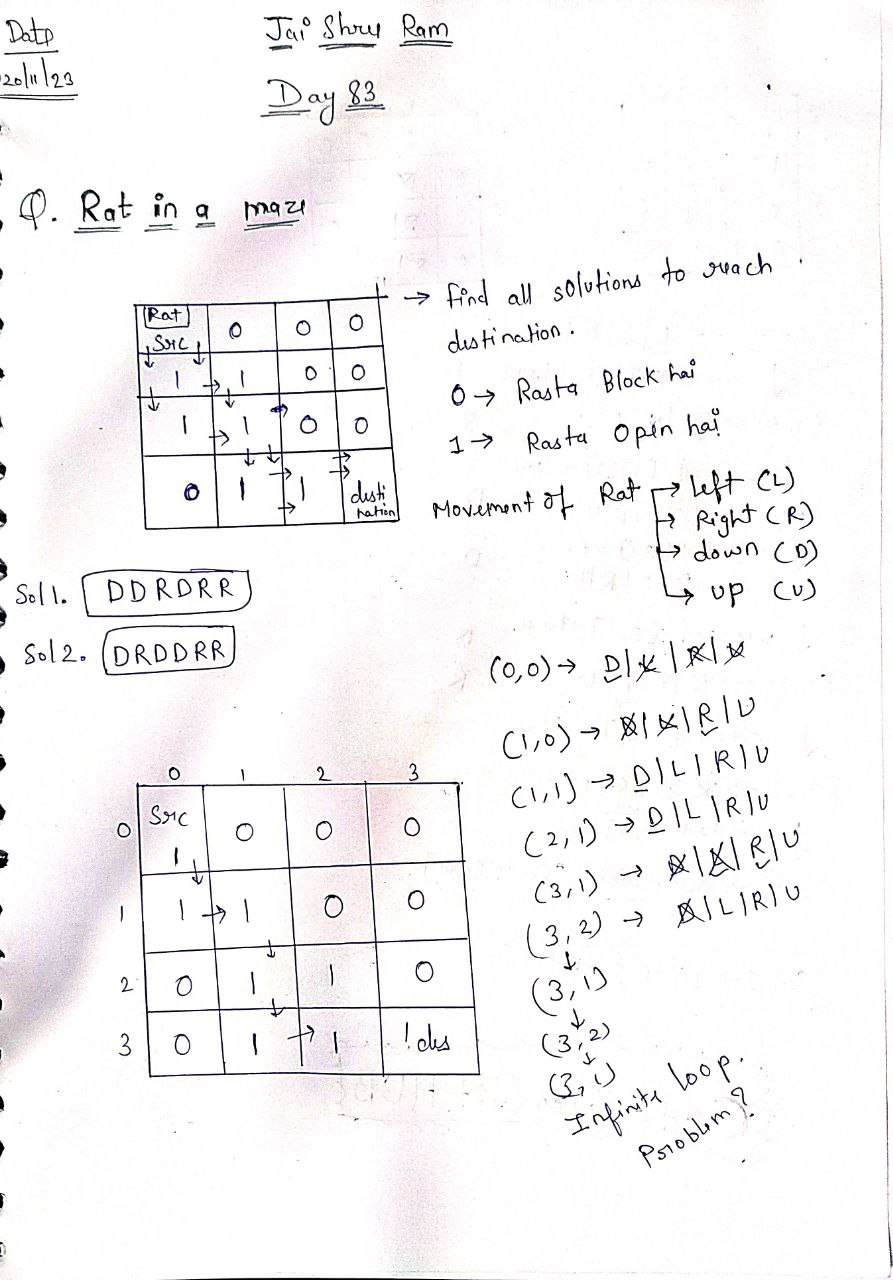 Date
20/11/23
Jai Shry Ram
Day 83
Q. Rat in a maze
Rat
Src 0 0 0
1 1 0 0
1 1 0 0
0 1 1 desti
nation
→ find all solutions to reach
destination.
0 → Rasta Block hai
1 → Rasta Open hai
Movement of Rat → Left (L)
→ Right (R)
→ down (D)
→ up (U)
Sol 1. DDRDRR
Sol 2. DRDDRR
(0,0) → D | L | R | U
(1,0) → D | L | R | U
(1,1) → D | L | R | U
(2,1) → D | L | R | U
(3,1) → D | L | R | U
(3,2) → D | L | R | U
↓
(3,1)
↓
(3,2)
↓
(3,1)
Infinite loop.
Problem?
0 1 2 3
0 Src 1 0 0 0
1 1 → 1 0 0
2 0 1 1 0
3 0 1 → 1 ! des